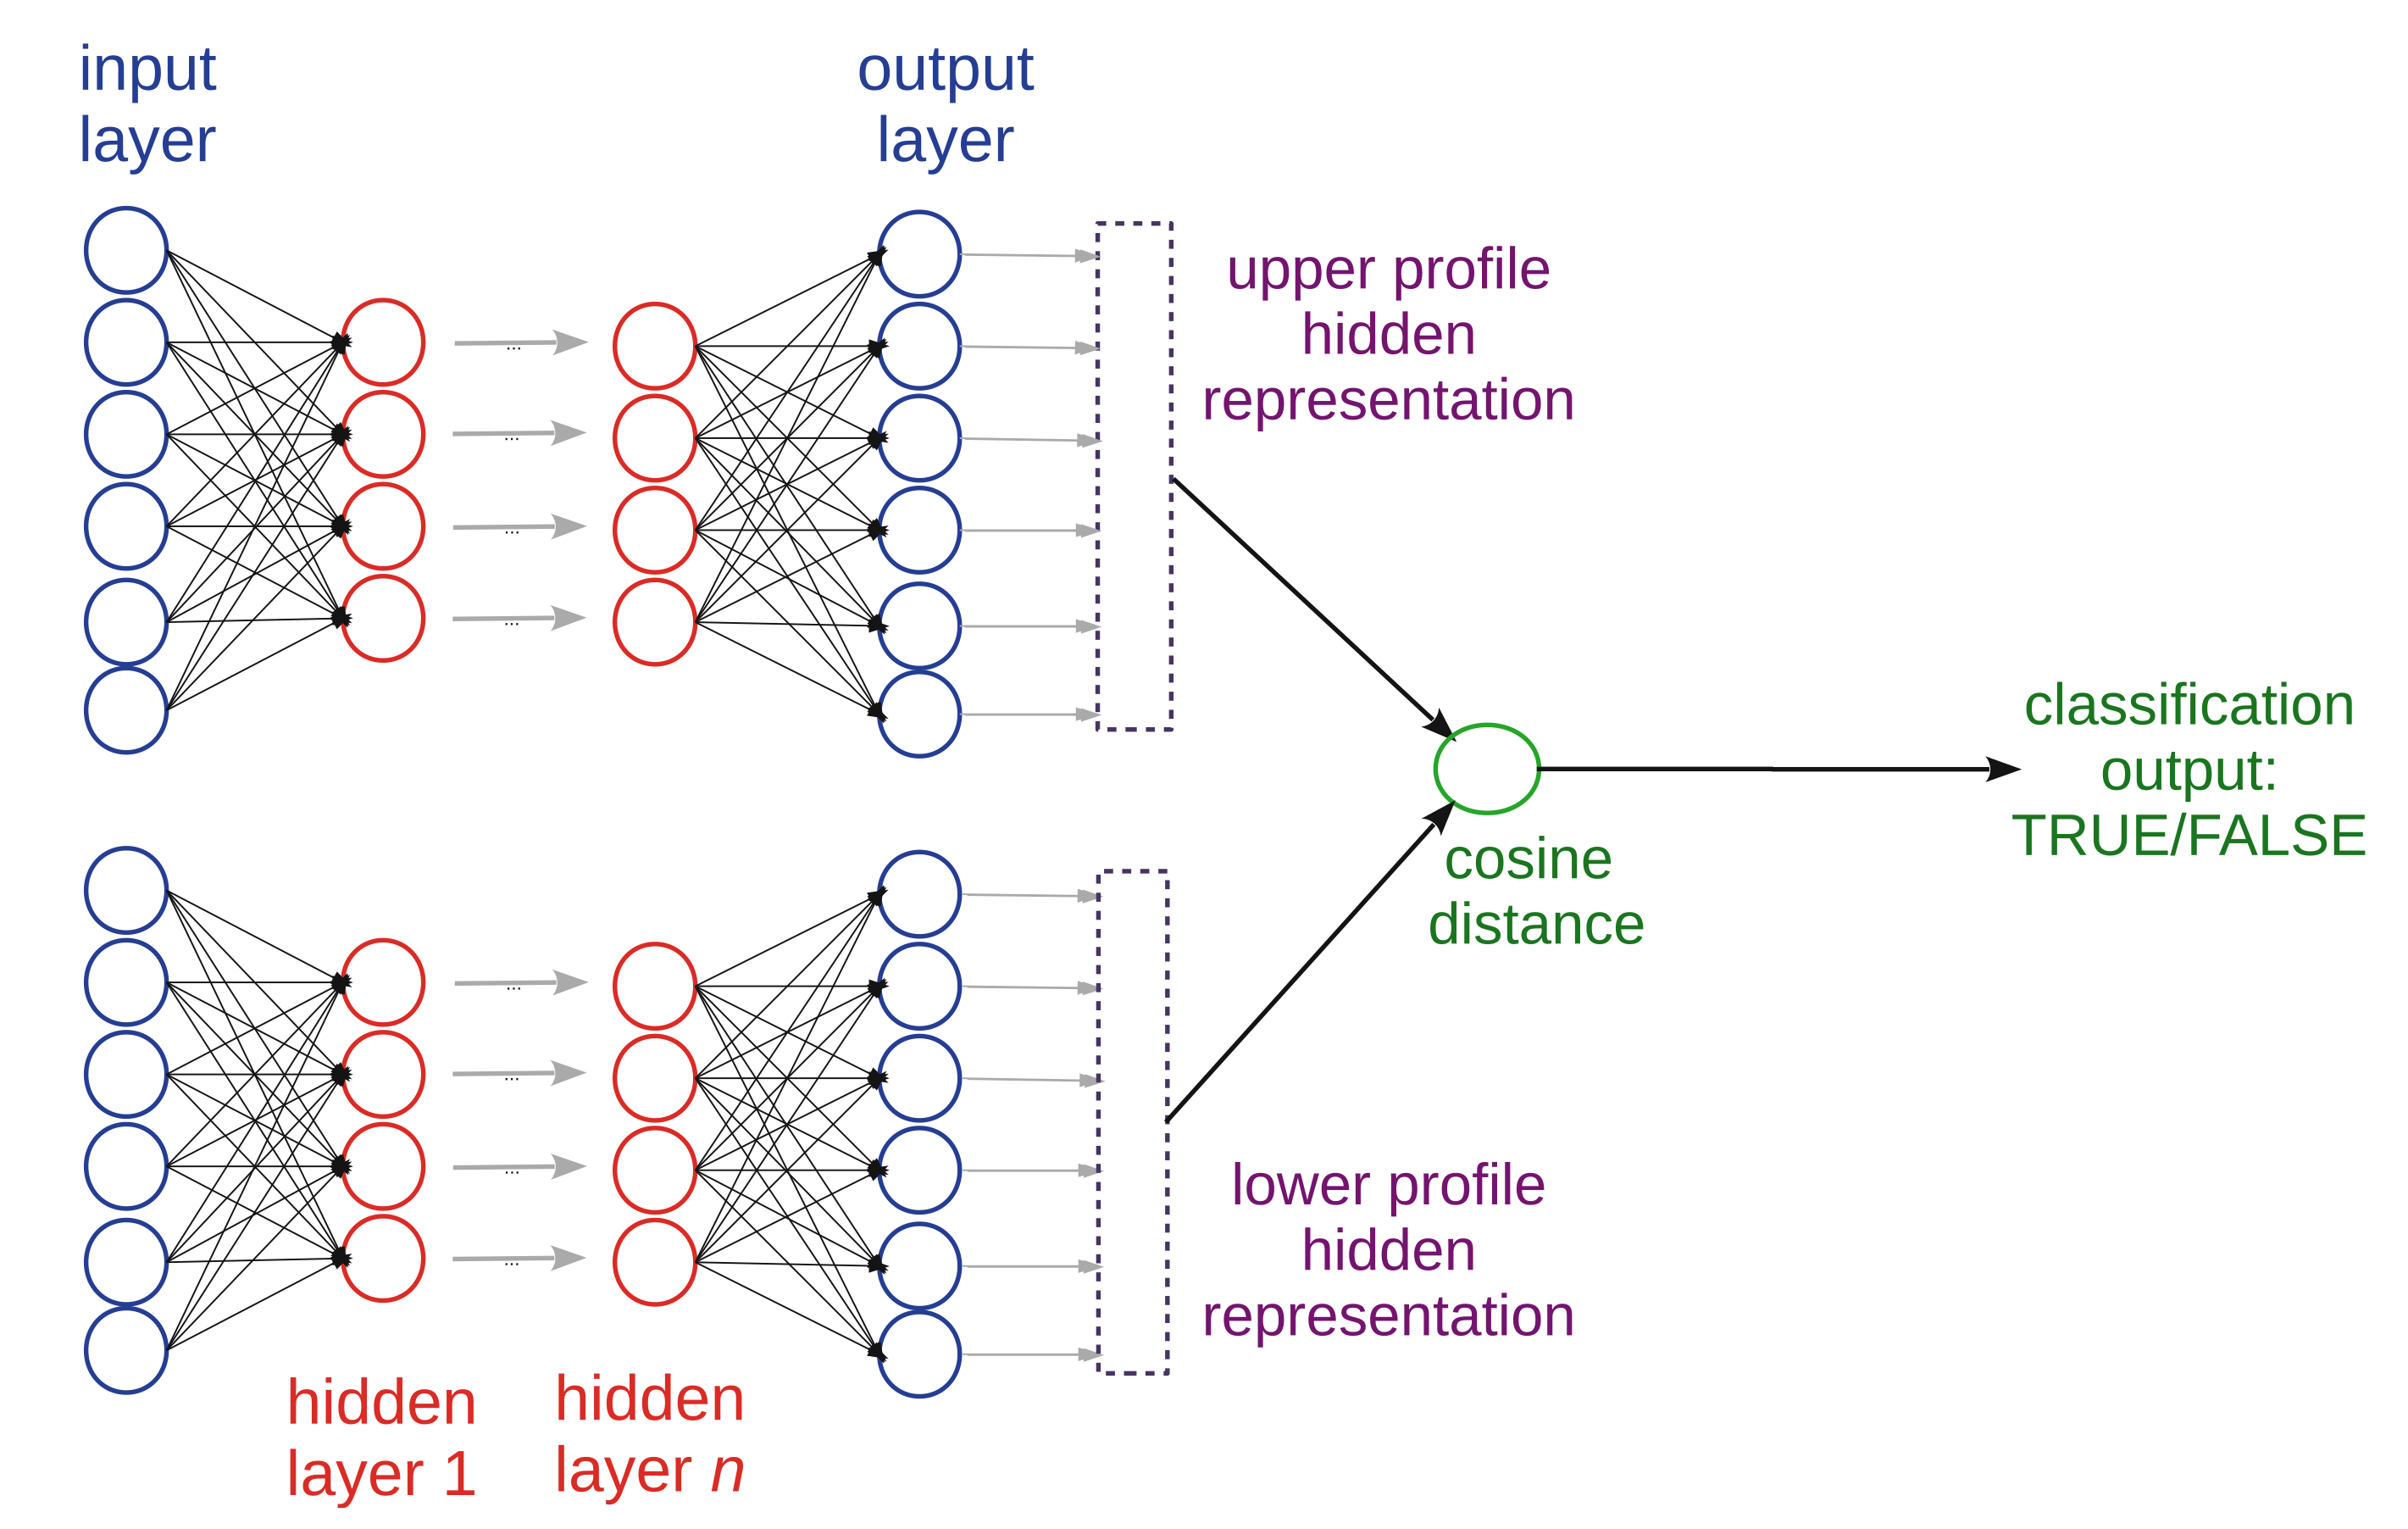 input
layer
output
layer
upper profile
hidden
representation
...
...
...
...
classification
output:
TRUE/FALSE
cosine
distance
...
...
...
...
lower profile
hidden
representation
hidden
layer 1
hidden
layer n